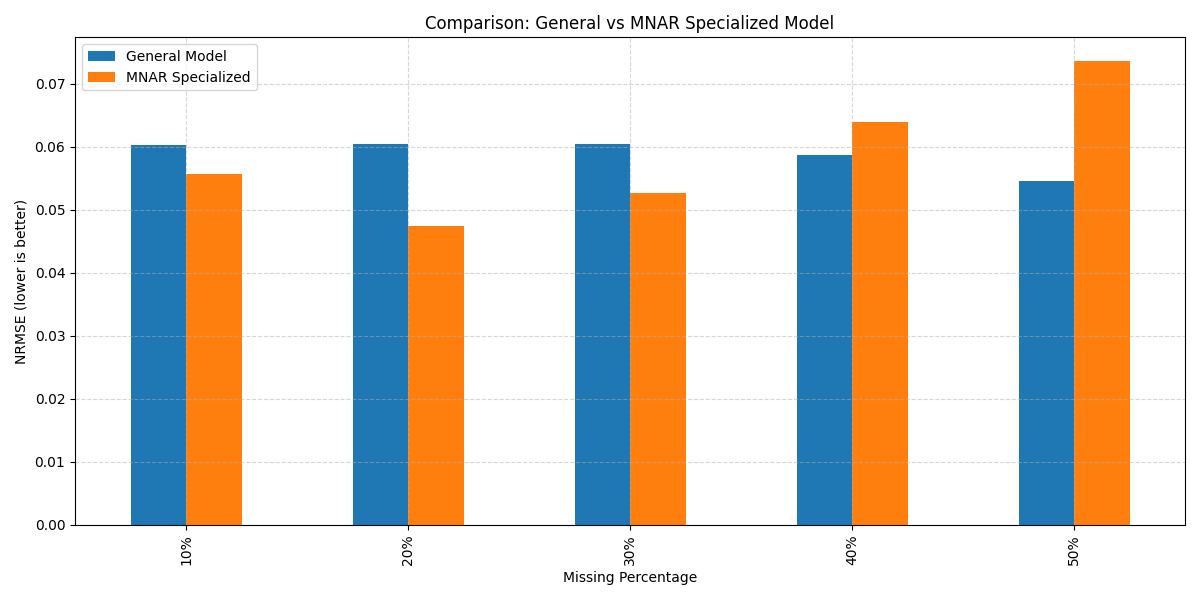 Comparison: General vs MNAR Specialized Model
General Model
MNAR Specialized
0.07
0.06
0.05
0.04
0.03
0.02
0.01
0.00
NRMSE (lower is better)
10%
20%
30%
40%
50%
Missing Percentage